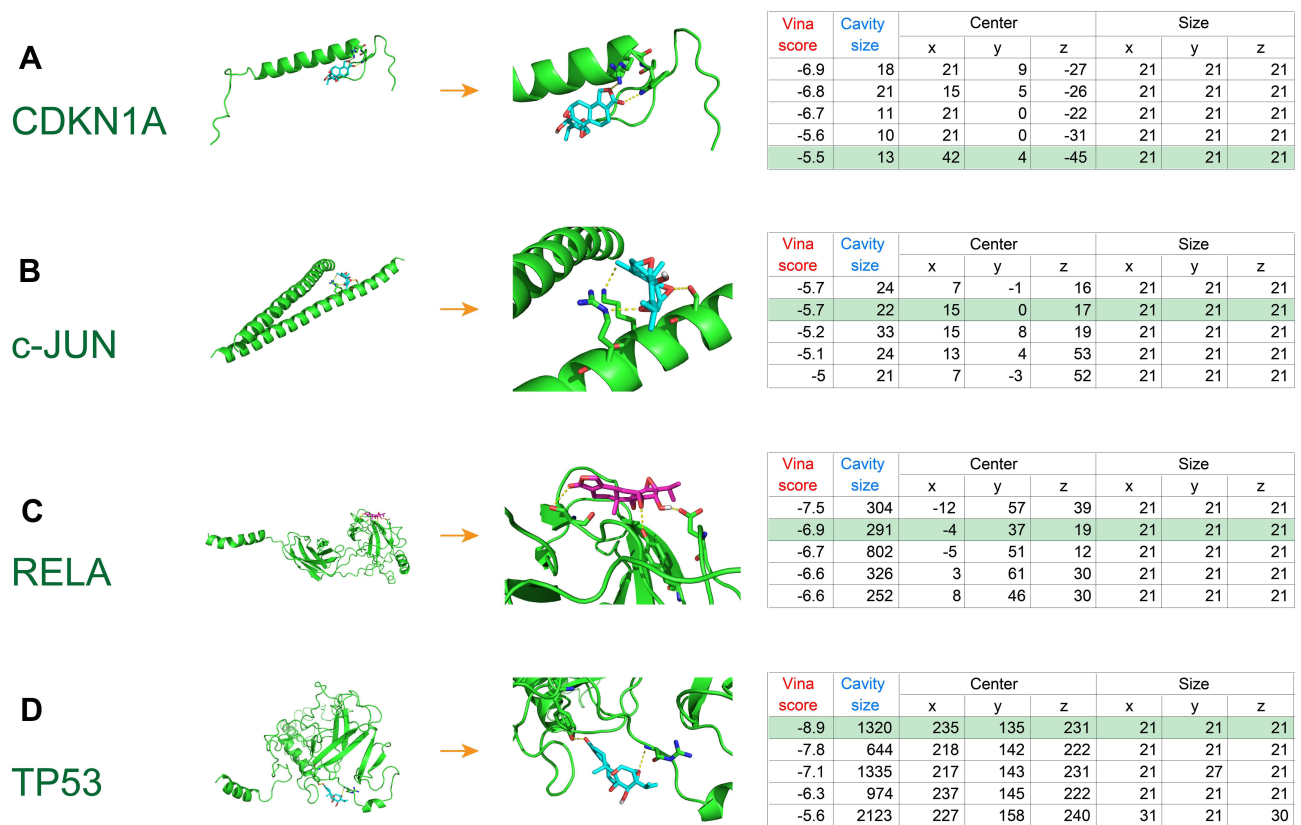 A
CDKN1A
Vina score Cavity size Center Size
x y z x y z
-6.9 18 21 9 -27 21 21 21
-6.8 21 15 5 -26 21 21 21
-6.7 11 21 0 -22 21 21 21
-5.6 10 21 0 -31 21 21 21
-5.5 13 42 4 -45 21 21 21
B
c-JUN
Vina score Cavity size Center Size
x y z x y z
-5.7 24 7 -1 16 21 21 21
-5.7 22 15 0 17 21 21 21
-5.2 33 15 8 19 21 21 21
-5.1 24 13 4 53 21 21 21
-5 21 7 -3 52 21 21 21
C
RELA
Vina score Cavity size Center Size
x y z x y z
-7.5 304 -12 57 39 21 21 21
-6.9 291 -4 37 19 21 21 21
-6.7 802 -5 51 12 21 21 21
-6.6 326 3 61 30 21 21 21
-6.6 252 8 46 30 21 21 21
D
TP53
Vina score Cavity size Center Size
x y z x y z
-8.9 1320 235 135 231 21 21 21
-7.8 644 218 142 222 21 21 21
-7.1 1335 217 143 231 21 27 21
-6.3 974 237 145 222 21 21 21
-5.6 2123 227 158 240 31 21 30